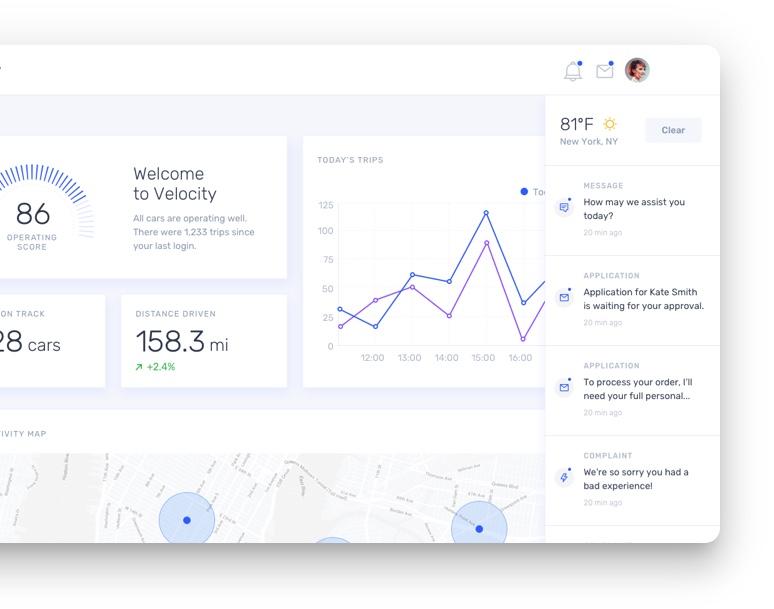 81°F
New York, NY
Clear
86
OPERATING
SCORE
Welcome
to Velocity
All cars are operating well.
There were 1,233 trips since
your last login.
TODAY'S TRIPS
125
100
75
50
25
0
12:00 13:00 14:00 15:00 16:00
ON TRACK
28 cars
DISTANCE DRIVEN
158.3 mi
+2.4%
MAP
MESSAGE
How may we assist you
today?
20 min ago
APPLICATION
Application for Kate Smith
is waiting for your approval.
20 min ago
APPLICATION
To process your order, I'll
need your full personal...
20 min ago
COMPLAINT
We're so sorry you had a
bad experience!
20 min ago